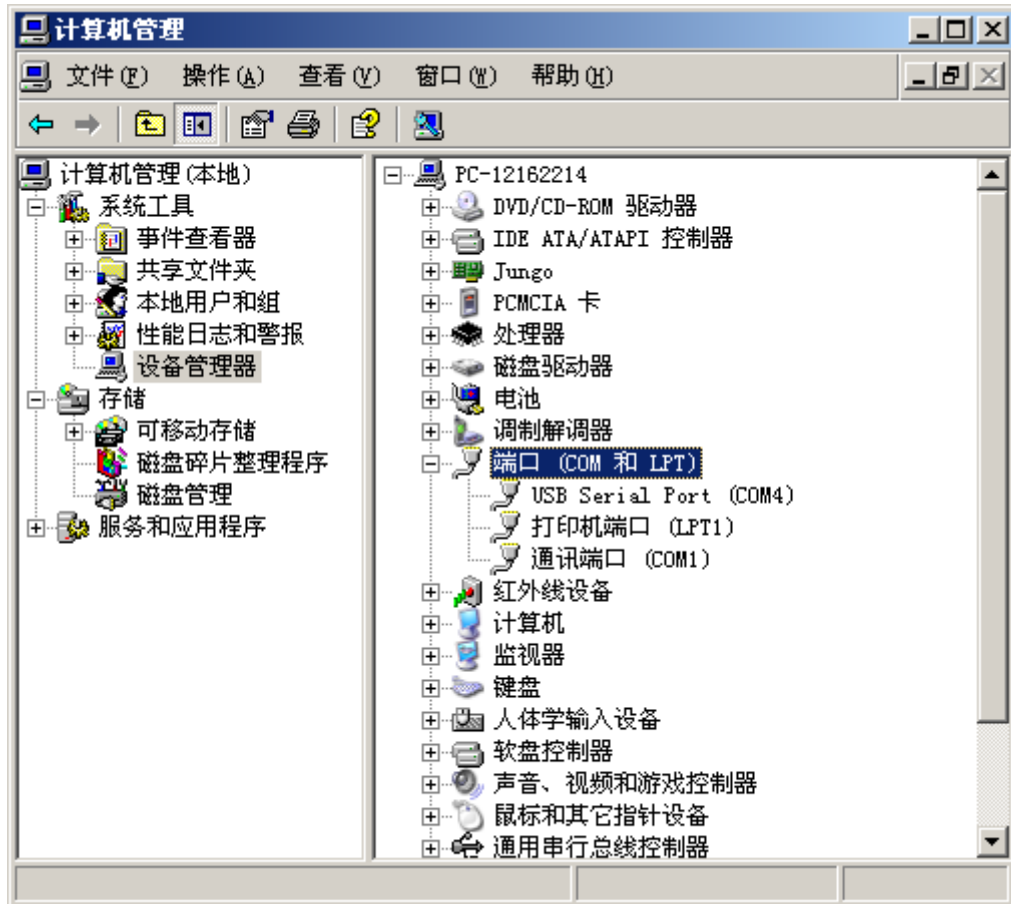 计算机管理
文件(F) 操作(A) 查看(V) 窗口(W) 帮助(H)
计算机管理(本地)
系统工具
事件查看器
共享文件夹
本地用户和组
性能日志和警报
设备管理器
存储
可移动存储
磁盘碎片整理程序
磁盘管理
服务和应用程序
PC-12162214
DVD/CD-ROM 驱动器
IDE ATA/ATAPI 控制器
Jungo
PCMCIA 卡
处理器
磁盘驱动器
电池
调制解调器
端口 (COM 和 LPT)
USB Serial Port (COM4)
打印机端口 (LPT1)
通讯端口 (COM1)
红外线设备
计算机
监视器
键盘
人体学输入设备
软盘控制器
声音、视频和游戏控制器
鼠标和其它指针设备
通用串行总线控制器